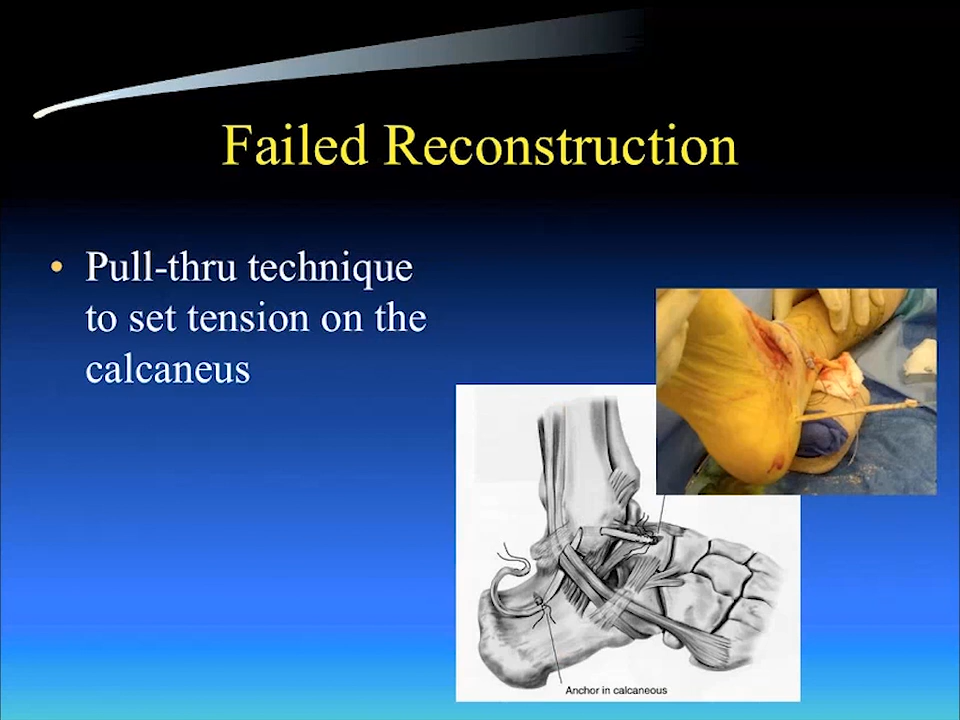 Failed Reconstruction
• Pull-thru technique
to set tension on the
calcaneus
Anchor in calcaneous